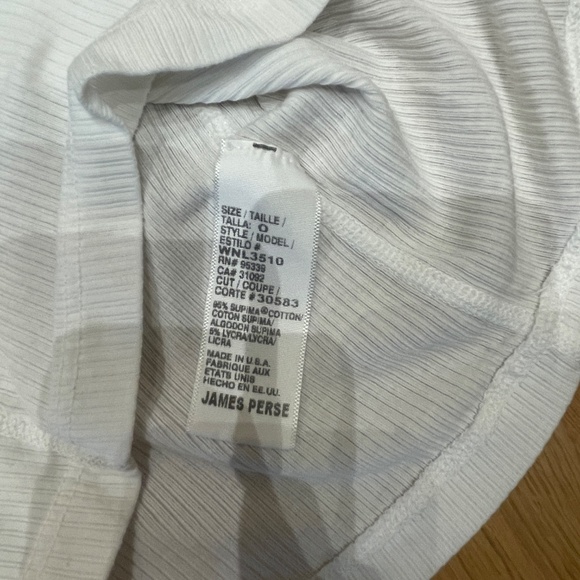 SIZE / TAILLE /
TALLA: 0
STYLE / MODEL /
ESTILO #
WNL3510
RN# 95339
CA# 31092
CUT / COUPE /
CORTE # 30583
95% SUPIMA® COTTON/
COTON SUPIMA/
ALGODON SUPIMA
5% LYCRA/LYCRA/
LICRA
MADE IN U.S.A.
FABRIQUE AUX
ETATS UNIS
HECHO EN EE.UU.
JAMES PERSE